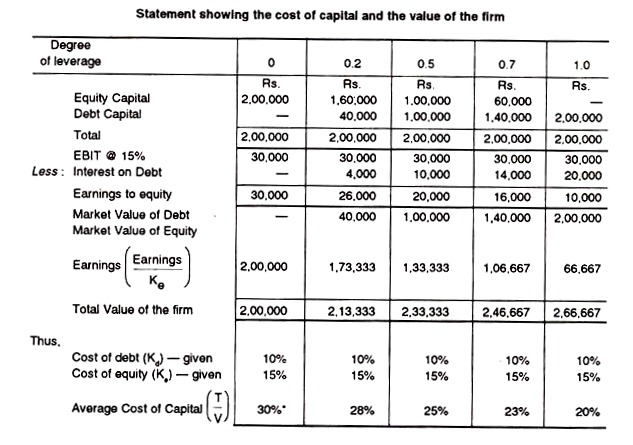 Statement showing the cost of capital and the value of the firm
Degree of leverage 0 0.2 0.5 0.7 1.0
Rs. Rs. Rs. Rs. Rs.
Equity Capital 2,00,000 1,60,000 1,00,000 60,000 —
Debt Capital — 40,000 1,00,000 1,40,000 2,00,000
Total 2,00,000 2,00,000 2,00,000 2,00,000 2,00,000
EBIT @ 15% 30,000 30,000 30,000 30,000 30,000
Less : Interest on Debt — 4,000 10,000 14,000 20,000
Earnings to equity 30,000 26,000 20,000 16,000 10,000
Market Value of Debt — 40,000 1,00,000 1,40,000 2,00,000
Market Value of Equity
Earnings (Earnings / Ke) 2,00,000 1,73,333 1,33,333 1,06,667 66,667
Total Value of the firm 2,00,000 2,13,333 2,33,333 2,46,667 2,66,667
Thus,
Cost of debt (Kd) — given 10% 10% 10% 10% 10%
Cost of equity (Ke) — given 15% 15% 15% 15% 15%
Average Cost of Capital (T / V) 30%* 28% 25% 23% 20%